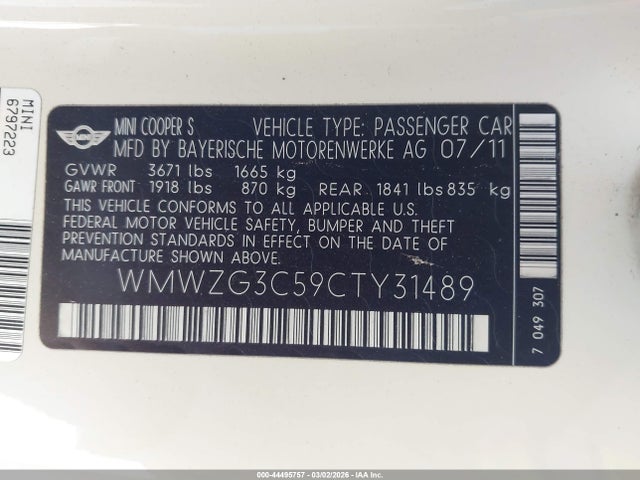 MINI
6797223
MINI
MINI COOPER S VEHICLE TYPE: PASSENGER CAR
MFD BY BAYERISCHE MOTORENWERKE AG 07/11
GVWR 3671 lbs 1665 kg
GAWR FRONT 1918 lbs 870 kg REAR 1841 lbs 835 kg
THIS VEHICLE CONFORMS TO ALL APPLICABLE U.S.
FEDERAL MOTOR VEHICLE SAFETY, BUMPER AND THEFT
PREVENTION STANDARDS IN EFFECT ON THE DATE OF
MANUFACTURE SHOWN ABOVE.
WMWZG3C59CTY31489
7 049 307
000-44495757 - 03/02/2026 - IAAI.COM